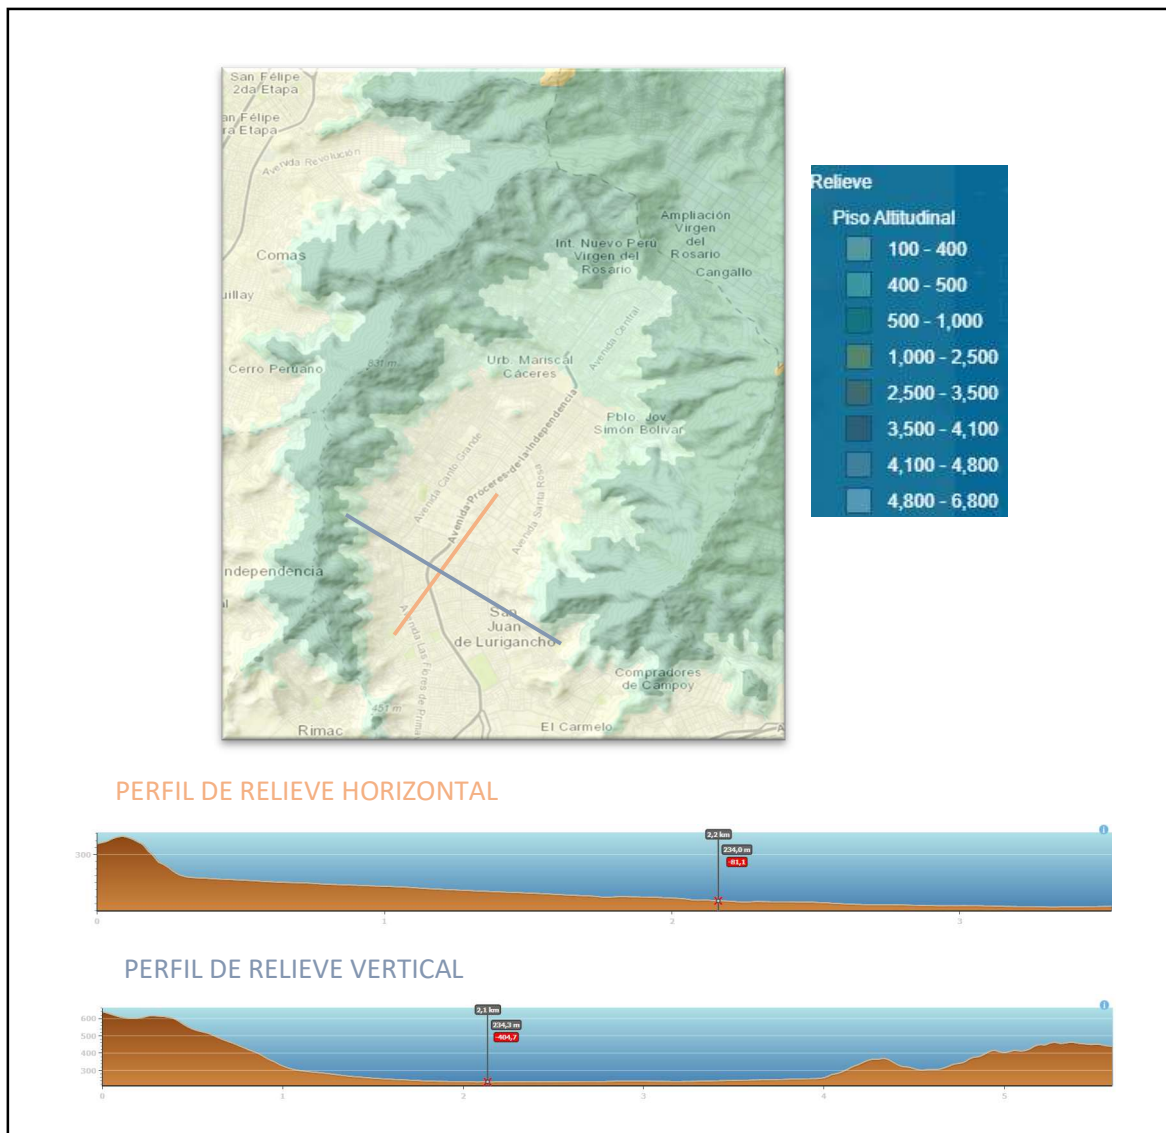 San Félipe
2da Etapa
an Félipe
ra Etapa
Avenida Revolución
Comas
uillay
Cerro Peruano
831 m
Ampliación
Virgen
del
Rosario
Int. Nuevo Perú
Virgen del
Rosario
Cangallo
Avenida Central
Urb. Mariscal
Cáceres
Pblo. Jov.
Simón Bolívar
Avenida Canto Grande
Avenida Próceres de la Independencia
Avenida Santa Rosa
ndependencia
al
San
Juan
de Lurigancho
Avenida Las Flores de Prima
Compradores
de Campoy
451 m
Rimac
El Carmelo
A
Relieve
Piso Altitudinal
100 - 400
400 - 500
500 - 1,000
1,000 - 2,500
2,500 - 3,500
3,500 - 4,100
4,100 - 4,800
4,800 - 6,800
PERFIL DE RELIEVE HORIZONTAL
300
2,2 km
234,0 m
-81,1
i
0 1 2 3
PERFIL DE RELIEVE VERTICAL
600
500
400
300
2,1 km
234,3 m
-404,7
i
0 1 2 3 4 5